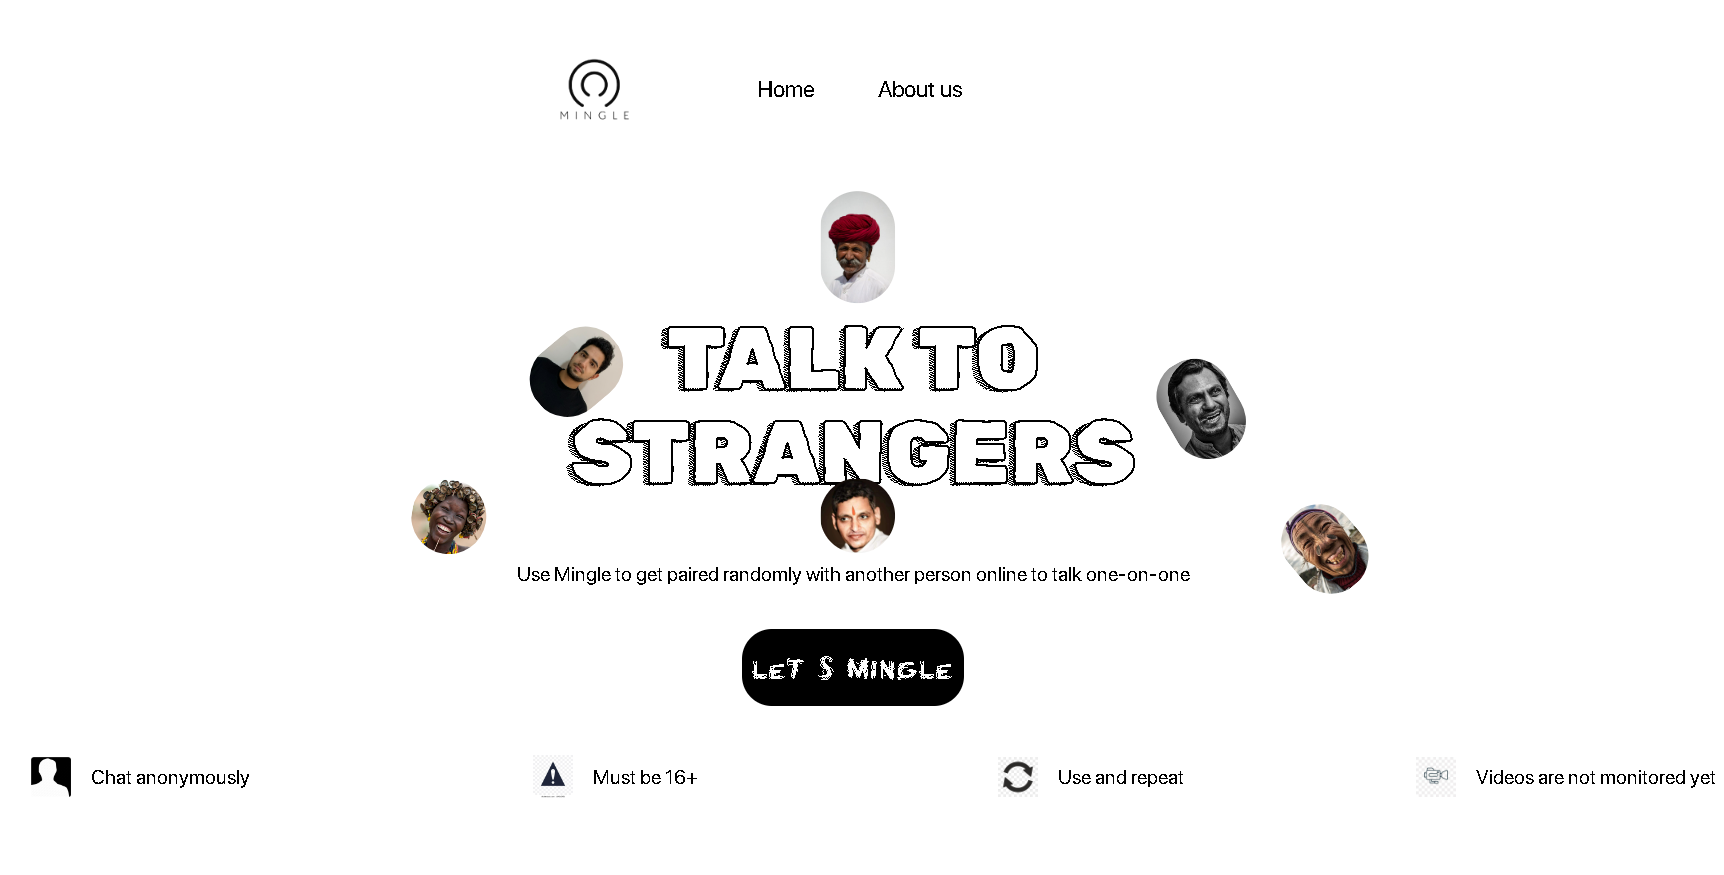 MINGLE
Home
About us
TALK TO
STRANGERS
Use Mingle to get paired randomly with another person online to talk one-on-one
LET S MINGLE
Chat anonymously
Must be 16+
Use and repeat
Videos are not monitored yet